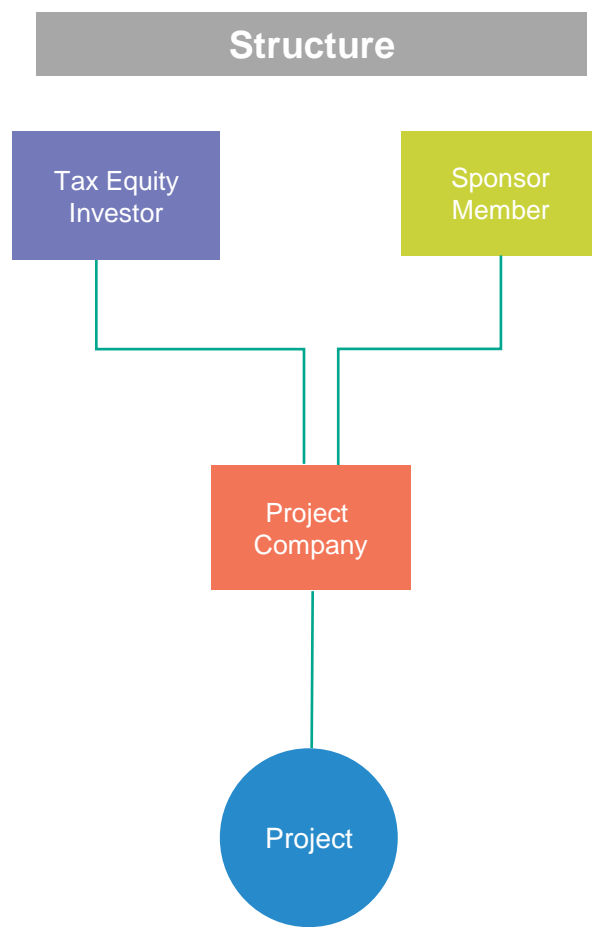 Structure
Tax Equity
Investor
Sponsor
Member
Project
Company
Project